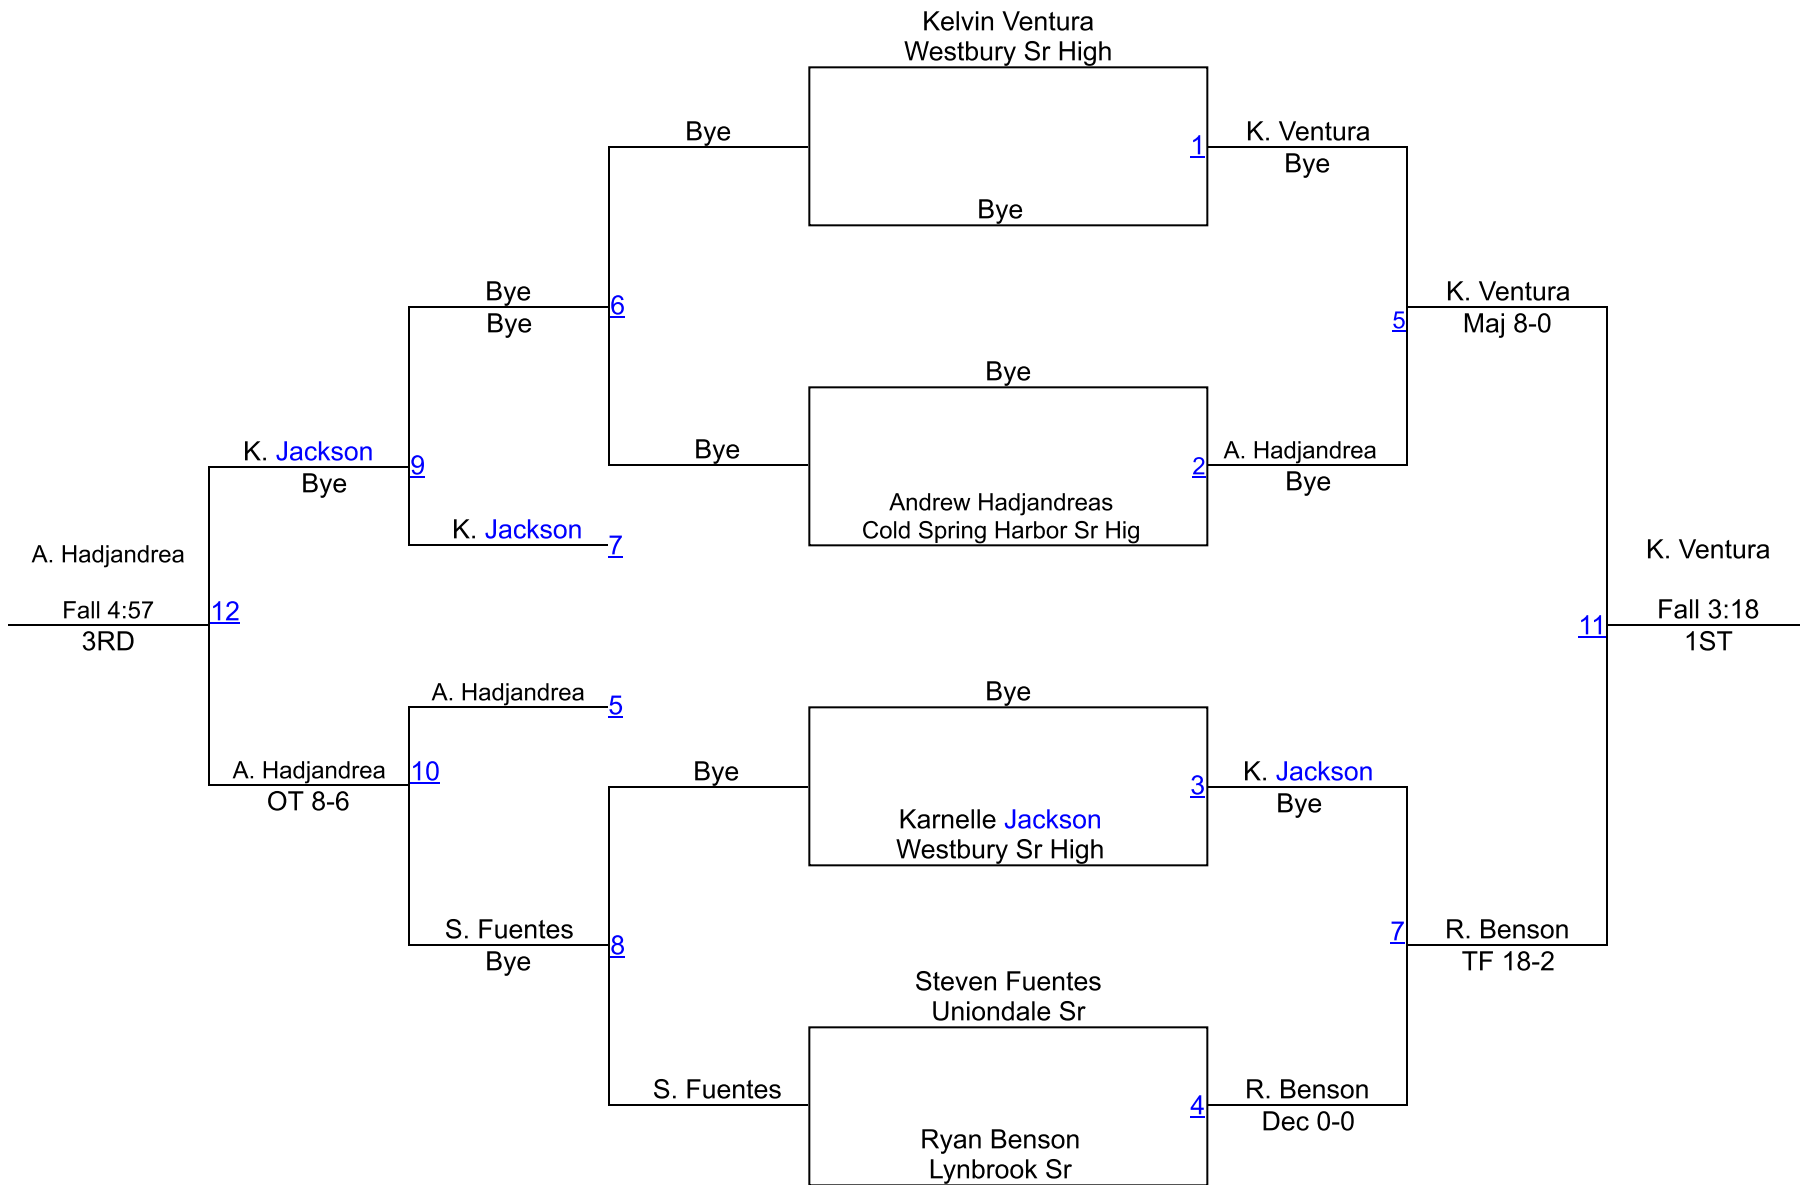 Kelvin Ventura
Westbury Sr High
Bye
1
K. Ventura
Bye
Bye
Bye
Bye
6
K. Ventura
Maj 8-0
5
Bye
K. Jackson
Bye
9
Bye
2
A. Hadjandrea
Bye
Andrew Hadjandreas
Cold Spring Harbor Sr Hig
K. Jackson
7
A. Hadjandrea
Fall 4:57
3RD
12
K. Ventura
Fall 3:18
1ST
11
A. Hadjandrea
5
Bye
A. Hadjandrea
OT 8-6
10
Bye
3
K. Jackson
Bye
Karnelle Jackson
Westbury Sr High
S. Fuentes
Bye
8
7
R. Benson
TF 18-2
Steven Fuentes
Uniondale Sr
S. Fuentes
4
R. Benson
Dec 0-0
Ryan Benson
Lynbrook Sr